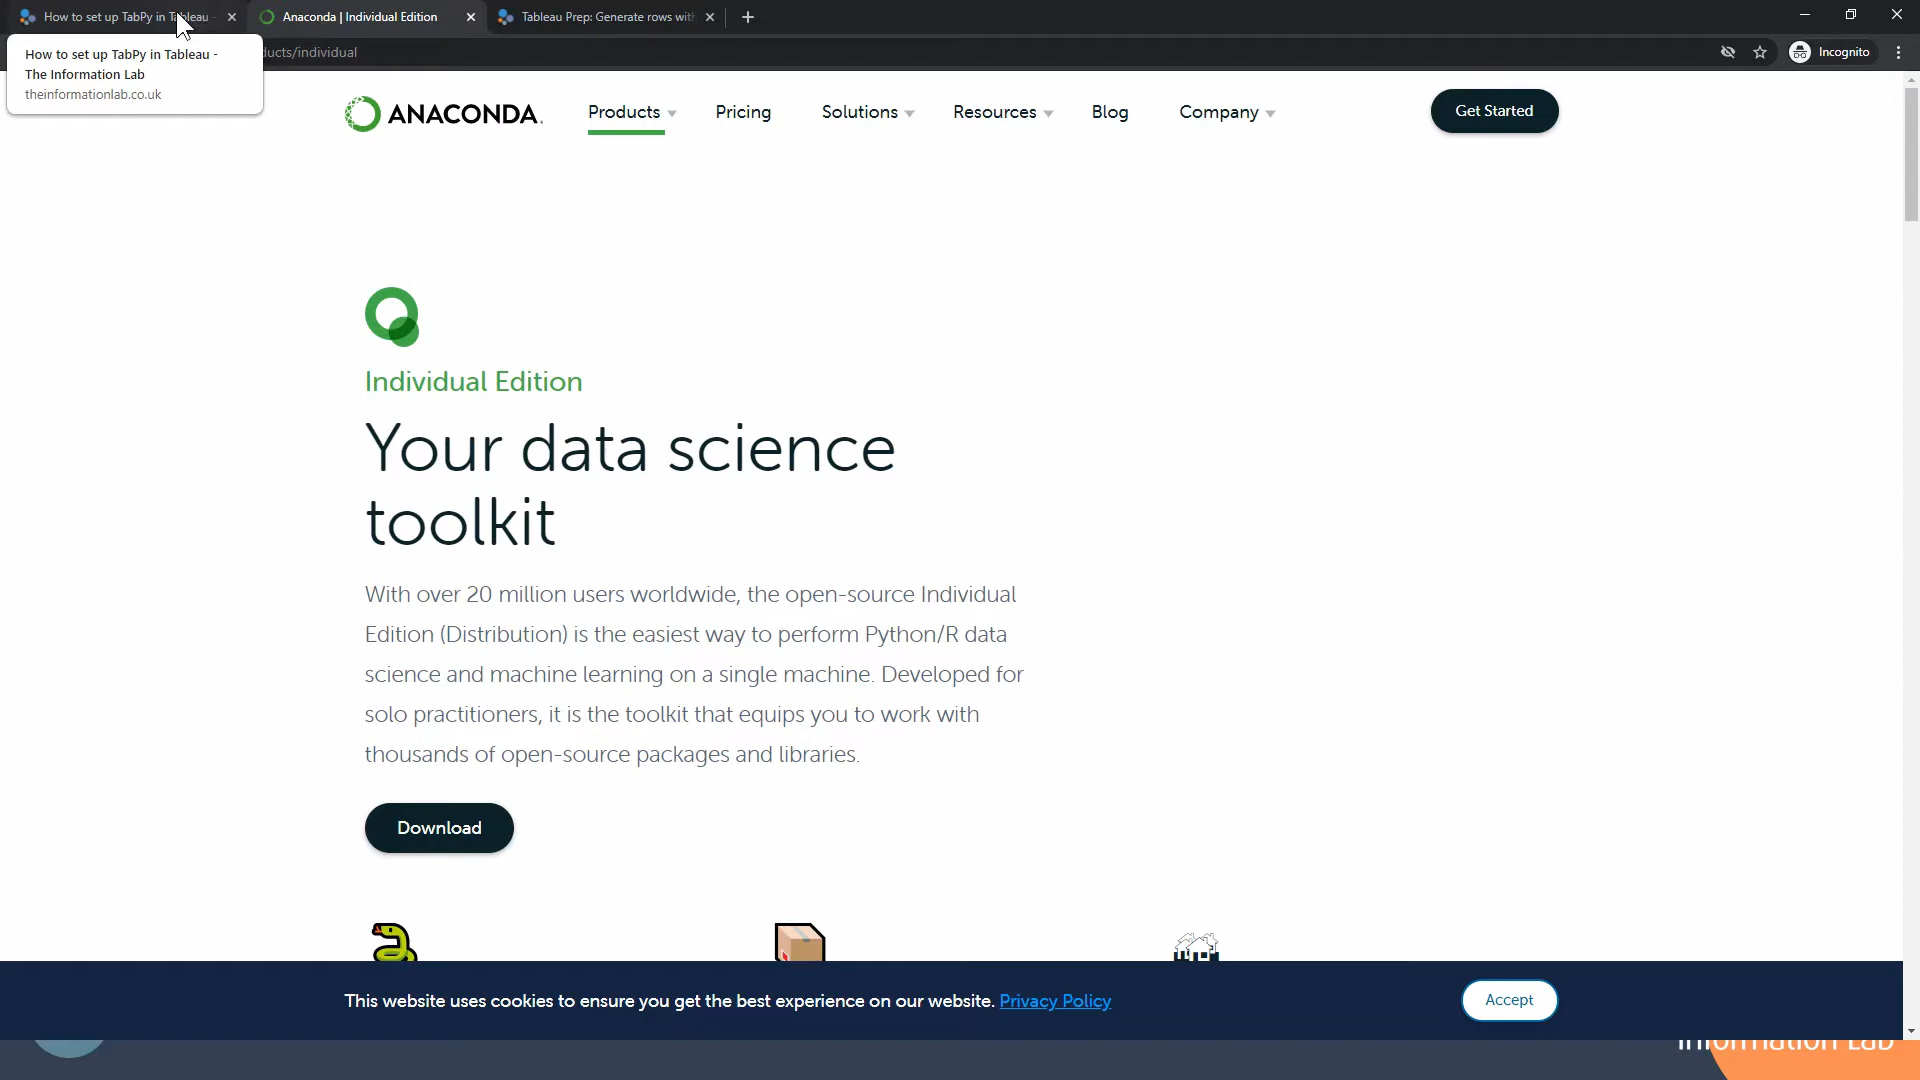 How to set up TabPy in Tableau
Anaconda | Individual Edition
Tableau Prep: Generate rows with
How to set up TabPy in Tableau -
The Information Lab
theinformationlab.co.uk
ducts/individual
Incognito
ANACONDA.
Products
Pricing
Solutions
Resources
Blog
Company
Get Started
Individual Edition
Your data science
toolkit
With over 20 million users worldwide, the open-source Individual
Edition (Distribution) is the easiest way to perform Python/R data
science and machine learning on a single machine. Developed for
solo practitioners, it is the toolkit that equips you to work with
thousands of open-source packages and libraries.
Download
This website uses cookies to ensure you get the best experience on our website. Privacy Policy
Accept
Information Lab